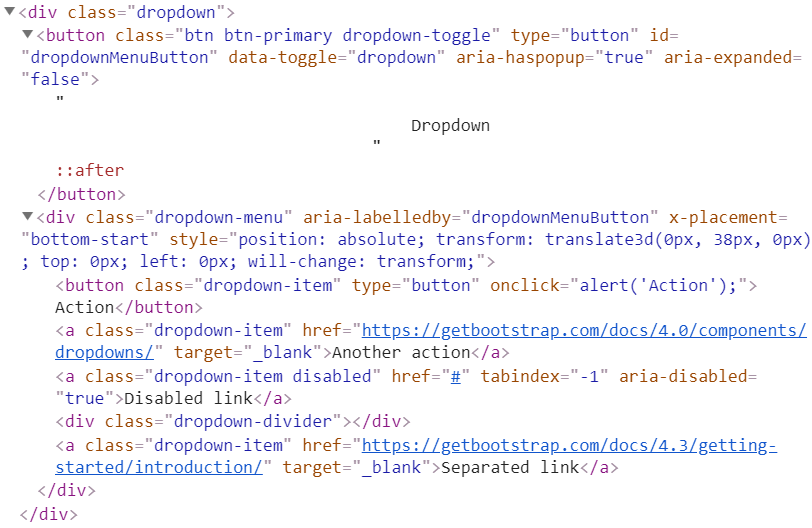 ▼<div class="dropdown">
▼<button class="btn btn-primary dropdown-toggle" type="button" id=
"dropdownMenuButton" data-toggle="dropdown" aria-haspopup="true" aria-expanded=
"false">
"
Dropdown
"
::after
</button>
▼<div class="dropdown-menu" aria-labelledby="dropdownMenuButton" x-placement=
"bottom-start" style="position: absolute; transform: translate3d(0px, 38px, 0px)
; top: 0px; left: 0px; will-change: transform;">
<button class="dropdown-item" type="button" onclick="alert('Action');">
Action</button>
<a class="dropdown-item" href="https://getbootstrap.com/docs/4.0/components/
dropdowns/" target="_blank">Another action</a>
<a class="dropdown-item disabled" href="#" tabindex="-1" aria-disabled=
"true">Disabled link</a>
<div class="dropdown-divider"></div>
<a class="dropdown-item" href="https://getbootstrap.com/docs/4.3/getting-
started/introduction/" target="_blank">Separated link</a>
</div>
</div>